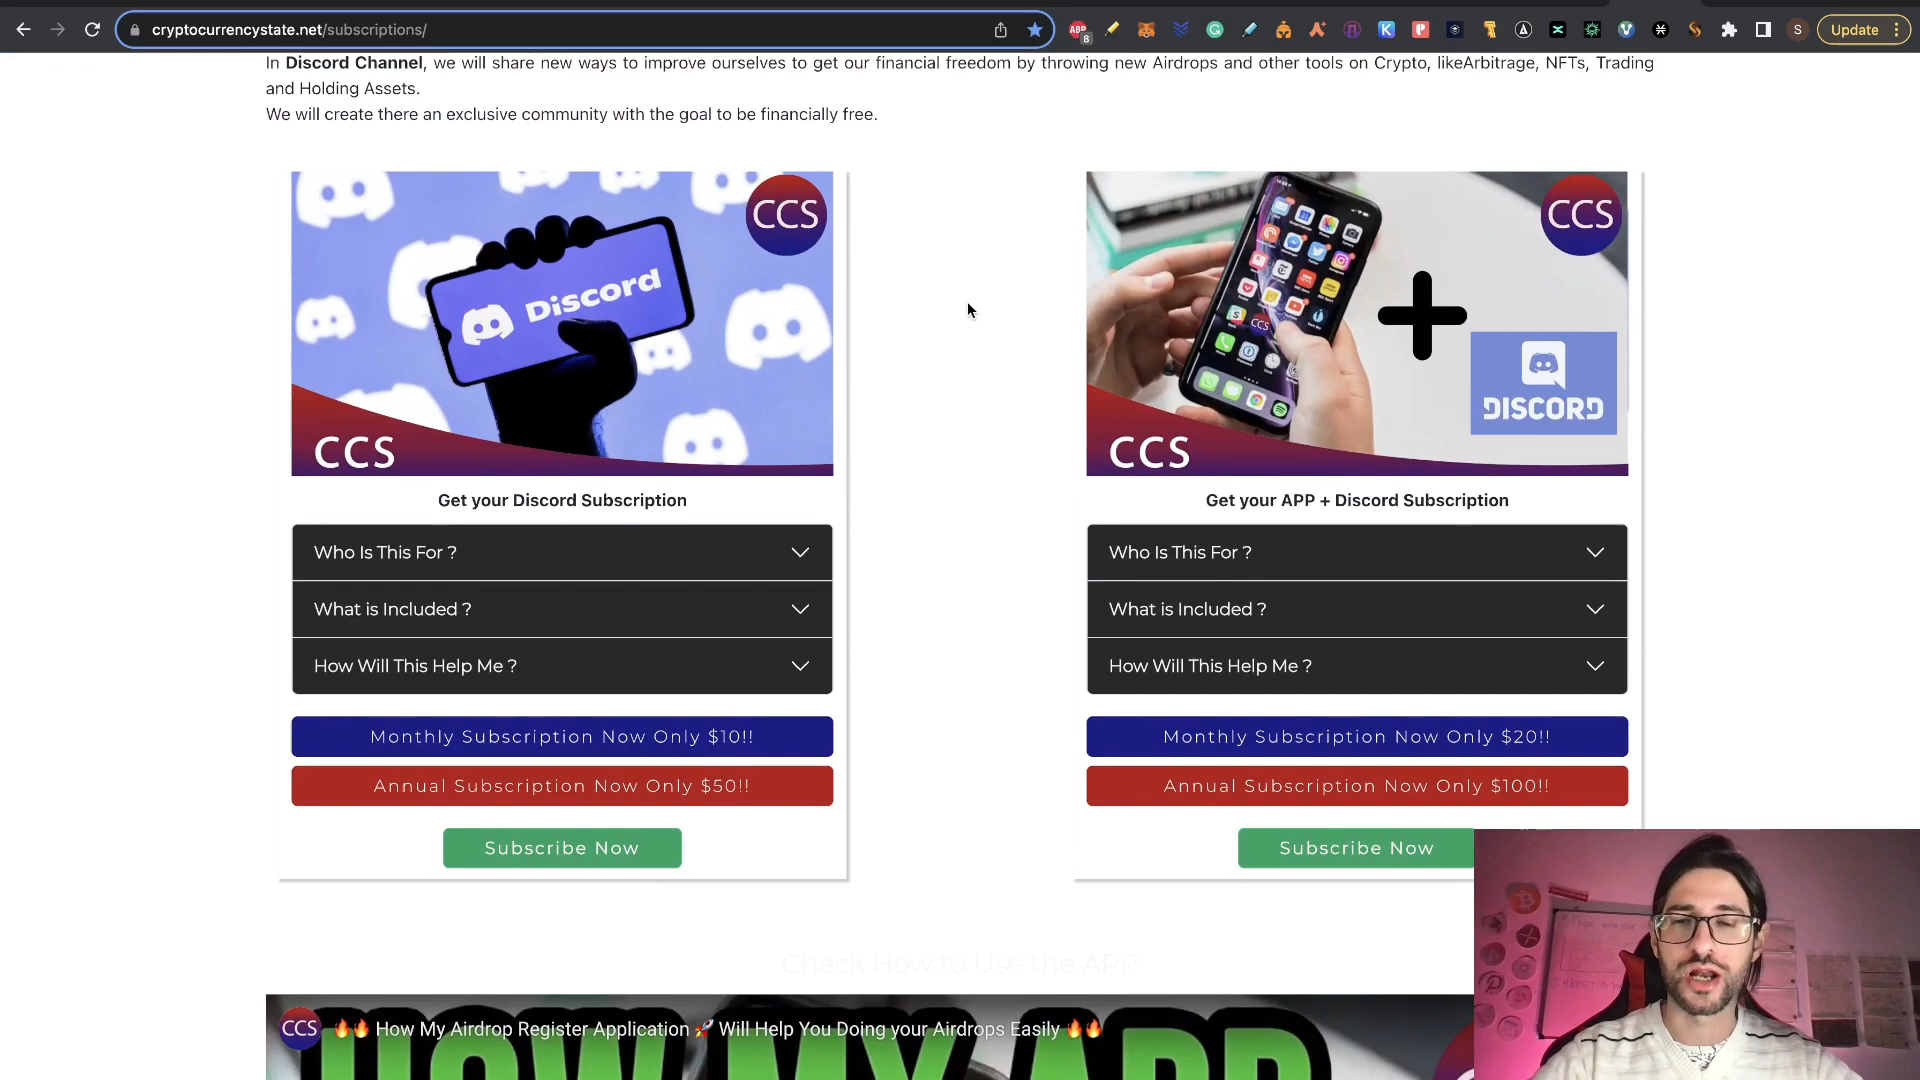 cryptocurrencystate.net/subscriptions/
ABP
8
S
Update
In Discord Channel, we will share new ways to improve ourselves to get our financial freedom by throwing new Airdrops and other tools on Crypto, likeArbitrage, NFTs, Trading
and Holding Assets.
We will create there an exclusive community with the goal to be financially free.
CCS
Discord
CCS
Get your Discord Subscription
Who Is This For ?
What is Included ?
How Will This Help Me ?
Monthly Subscription Now Only $10!!
Annual Subscription Now Only $50!!
Subscribe Now
CCS
CCS
DISCORD
CCS
Get your APP + Discord Subscription
Who Is This For ?
What is Included ?
How Will This Help Me ?
Monthly Subscription Now Only $20!!
Annual Subscription Now Only $100!!
Subscribe Now
Check How to Use the APP
CCS
🔥🔥 How My Airdrop Register Application 🚀 Will Help You Doing your Airdrops Easily 🔥🔥
HOW MY APP